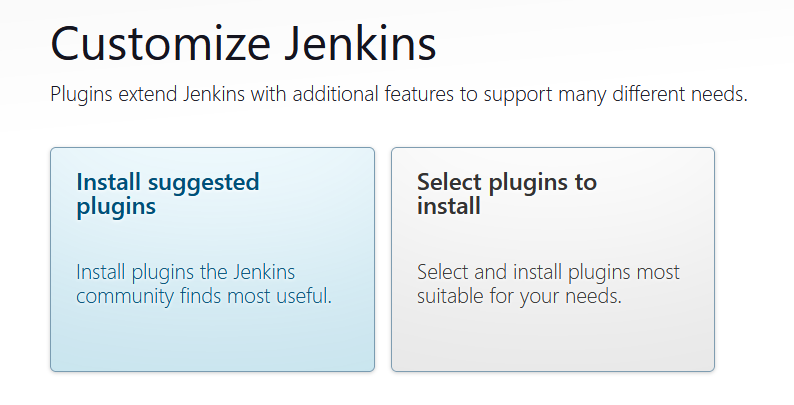 Customize Jenkins
Plugins extend Jenkins with additional features to support many different needs.
Install suggested
plugins
Install plugins the Jenkins
community finds most useful.
Select plugins to
install
Select and install plugins most
suitable for your needs.